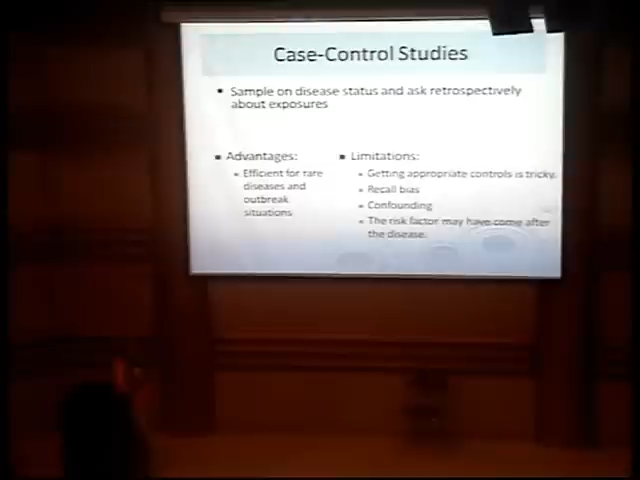 Case-Control Studies
Sample on disease status and ask retrospectively
about exposures
Advantages:
Efficient for rare
diseases and
outbreak
situations
Limitations:
Getting appropriate controls is tricky.
Recall bias
Confounding
The risk factor may have come after
the disease.